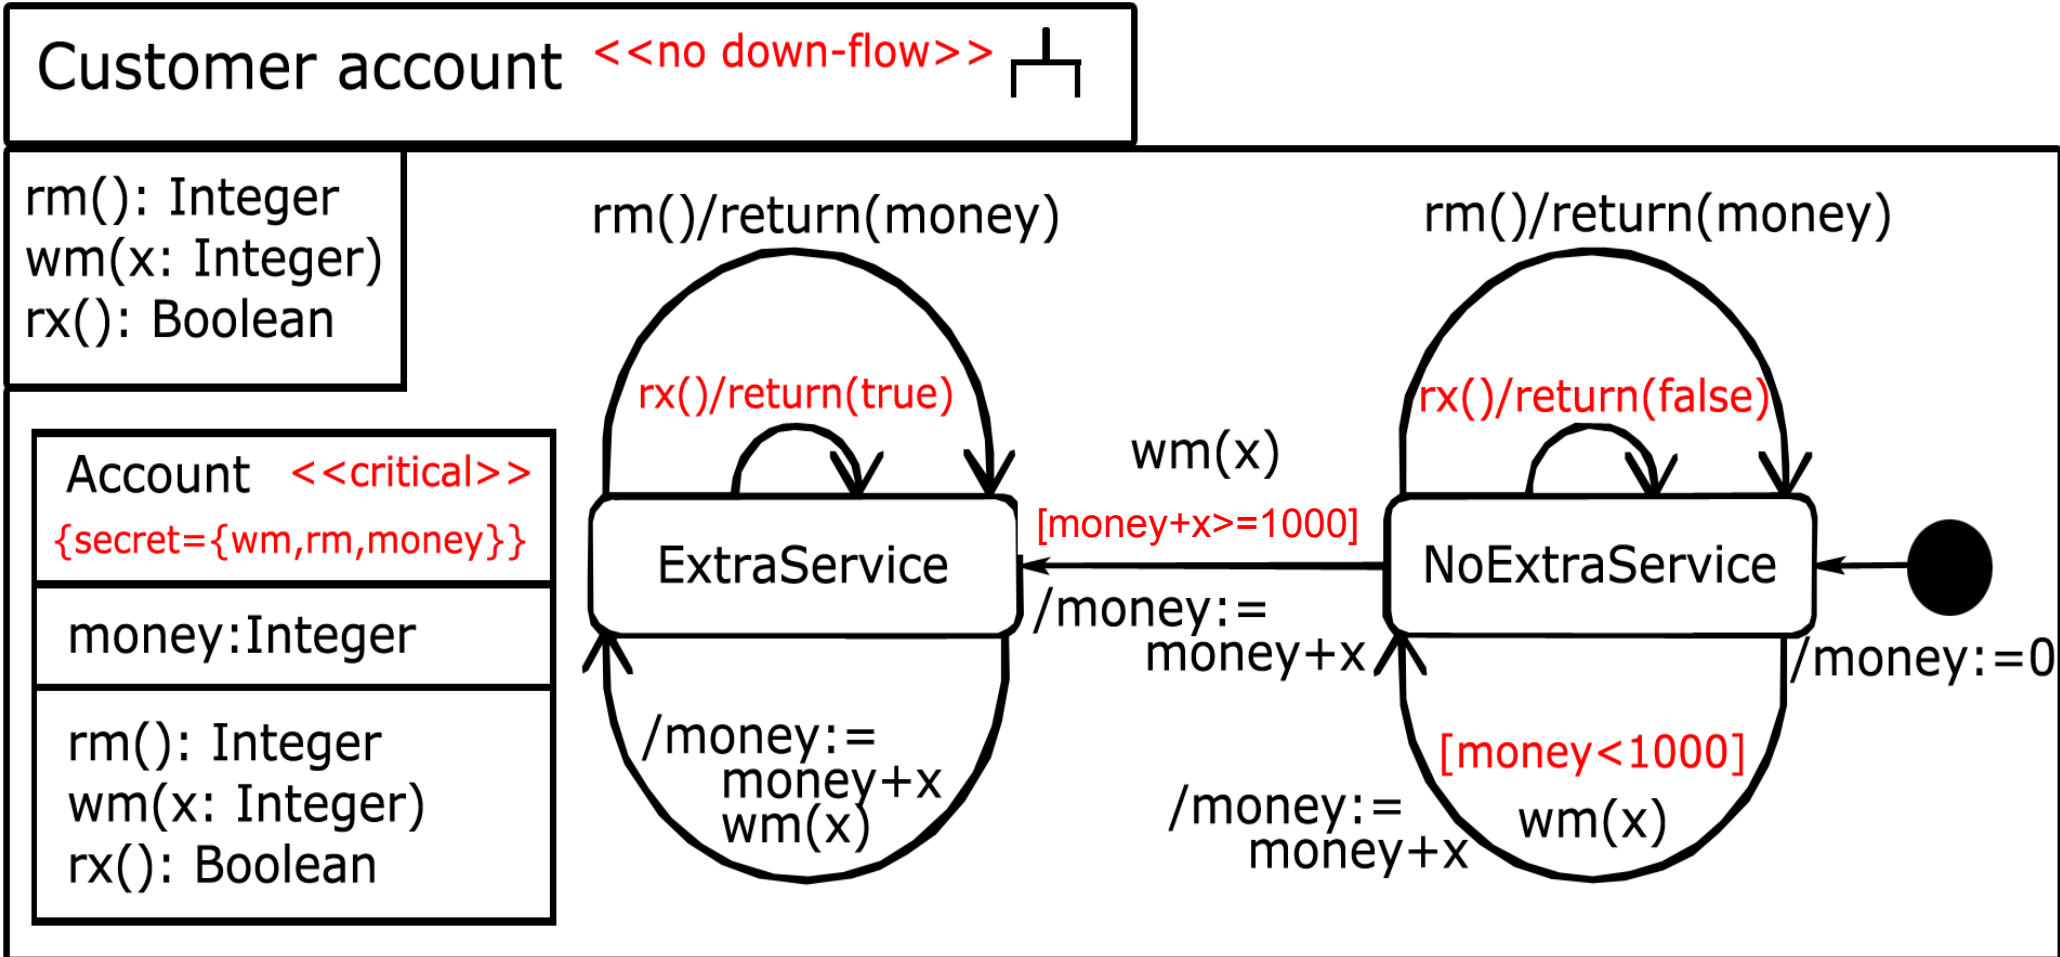 Customer account <<no down-flow>>
rm(): Integer
wm(x: Integer)
rx(): Boolean
Account <<critical>>
{secret={wm,rm,money}}
money:Integer
rm(): Integer
wm(x: Integer)
rx(): Boolean
rm()/return(money)
rx()/return(true)
ExtraService
/money:=
money+x
wm(x)
wm(x)
[money+x>=1000]
/money:=
money+x
rm()/return(money)
rx()/return(false)
NoExtraService
[money<1000]
wm(x)
/money:=
money+x
/money:=0